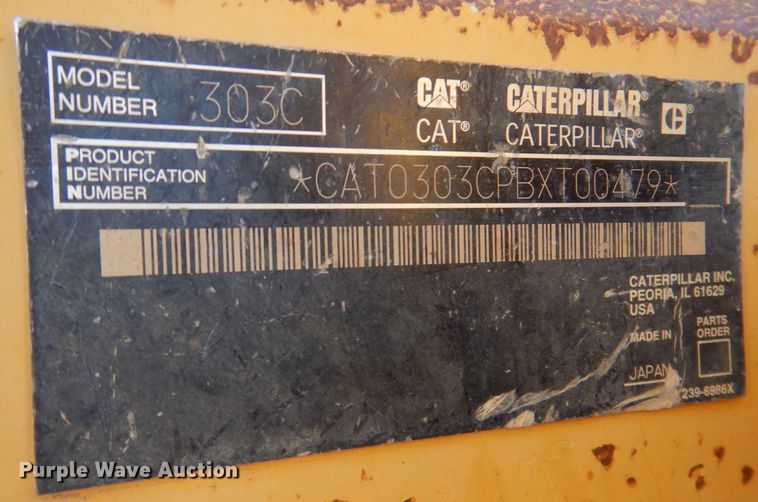 MODEL NUMBER 303C
CAT® CATERPILLAR® C
CAT® CATERPILLAR®
PRODUCT IDENTIFICATION NUMBER *CAT0303CPBXT00479*
CATERPILLAR INC.
PEORIA, IL 61629
USA
MADE IN JAPAN
PARTS ORDER
239-6986X
Purple Wave Auction